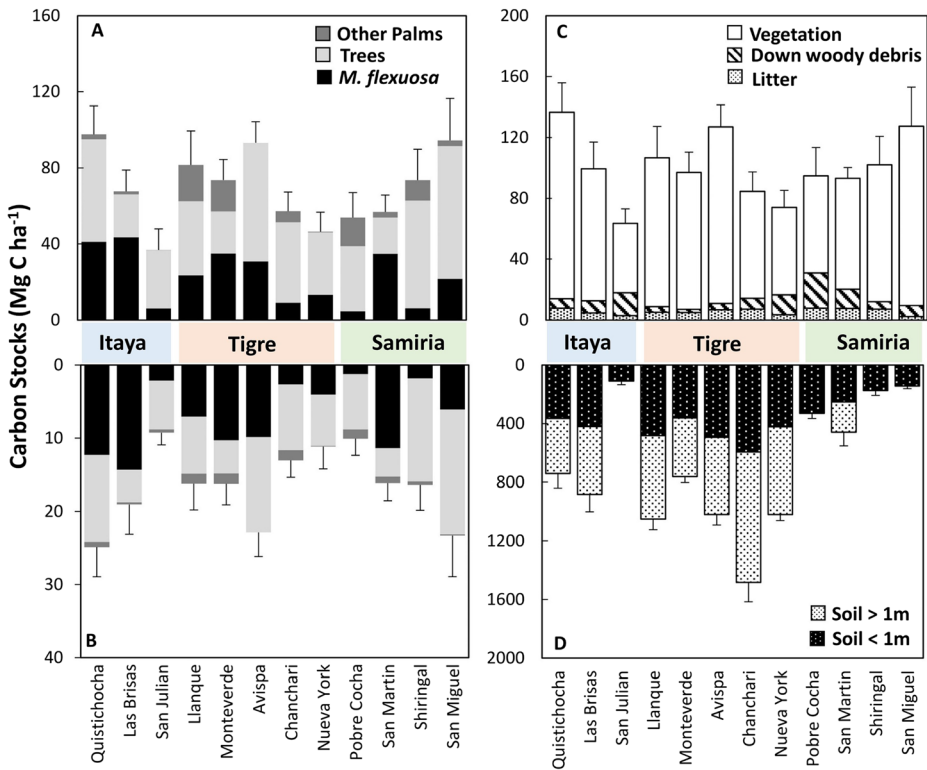 Carbon Stocks (Mg C ha⁻¹)
A
160
120
80
40
0
Other Palms
Trees
M. flexuosa
C
200
160
120
80
40
0
Vegetation
Down woody debris
Litter
Itaya
Tigre
Samiria
Itaya
Tigre
Samiria
B
0
10
20
30
40
D
0
400
800
1200
1600
2000
Soil > 1m
Soil < 1m
Quistichocha
Las Brisas
San Julian
Llanque
Monteverde
Avispa
Chanchari
Nueva York
Pobre Cocha
San Martin
Shiringal
San Miguel
Quistichocha
Las Brisas
San Julian
Llanque
Monteverde
Avispa
Chanchari
Nueva York
Pobre Cocha
San Martin
Shiringal
San Miguel